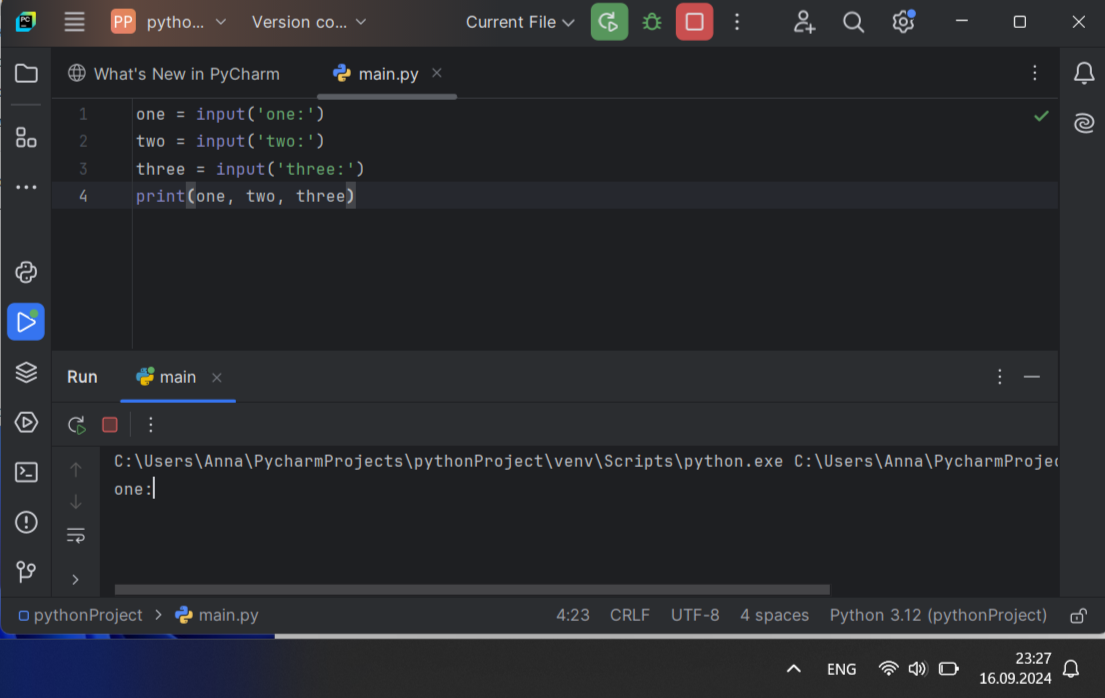 PC
PP pytho... Version co... Current File
What's New in PyCharm main.py
1 one = input('one:')
2 two = input('two:')
3 three = input('three:')
4 print(one, two, three)
Run main
C:\Users\Anna\PycharmProjects\pythonProject\venv\Scripts\python.exe C:\Users\Anna\PycharmProjec
one:
pythonProject > main.py 4:23 CRLF UTF-8 4 spaces Python 3.12 (pythonProject)
ENG 23:27
16.09.2024